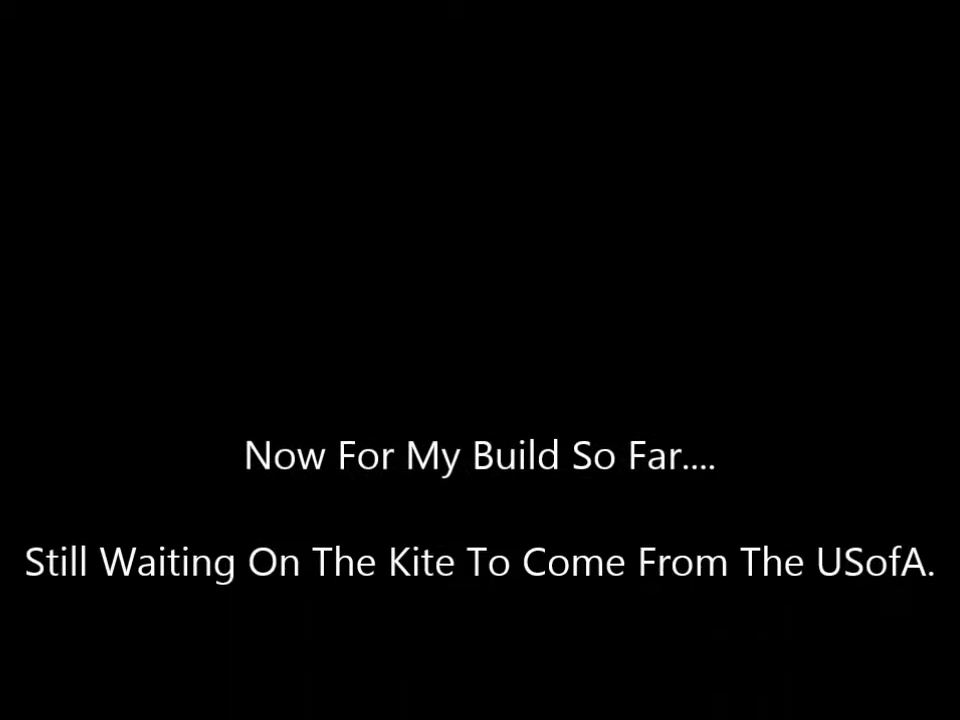 Now For My Build So Far....
Still Waiting On The Kite To Come From The USofA.